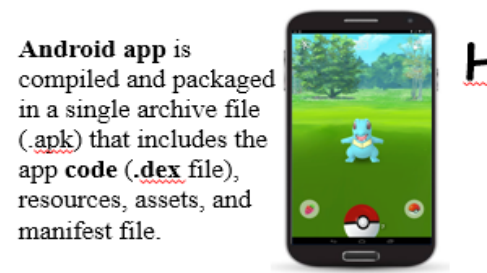 Android app is
compiled and packaged
in a single archive file
(.apk) that includes the
app code (.dex file),
resources, assets, and
manifest file.
H